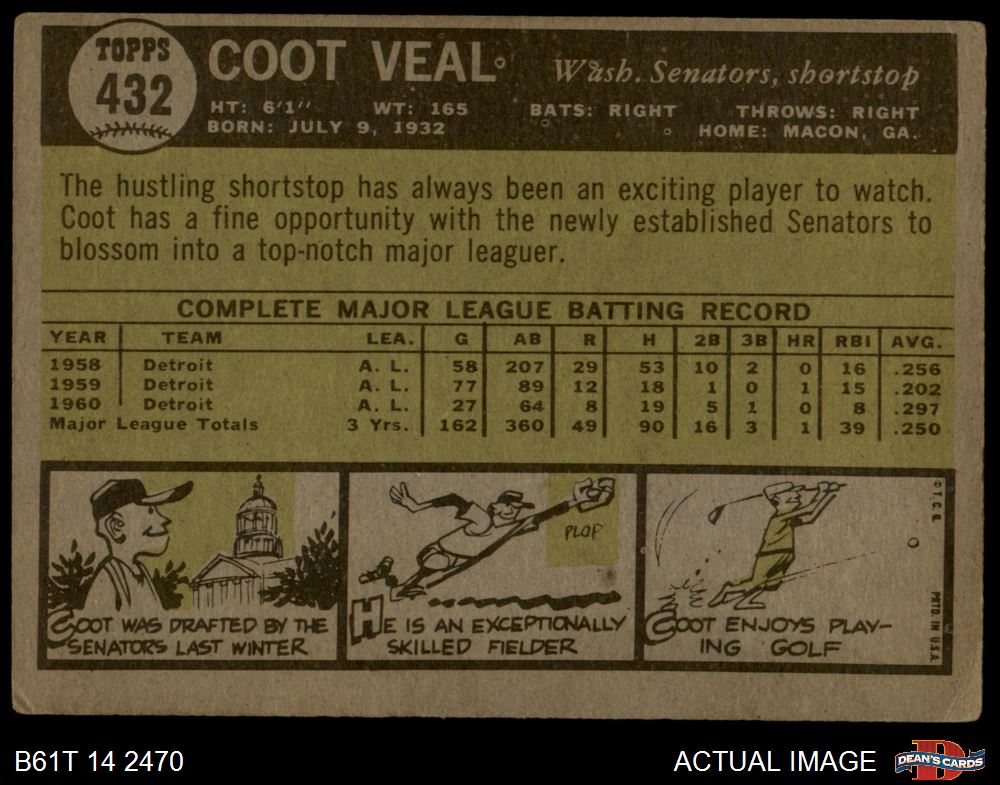 TOPPS
432
COOT VEAL
Wash. Senators, shortstop
HT: 6'1" WT: 165 BATS: RIGHT THROWS: RIGHT
BORN: JULY 9, 1932 HOME: MACON, GA.
The hustling shortstop has always been an exciting player to watch.
Coot has a fine opportunity with the newly established Senators to
blossom into a top-notch major leaguer.
COMPLETE MAJOR LEAGUE BATTING RECORD
YEAR TEAM LEA. G AB R H 2B 3B HR RBI AVG.
1958 Detroit A. L. 58 207 29 53 10 2 0 16 .256
1959 Detroit A. L. 77 89 12 18 1 0 1 15 .202
1960 Detroit A. L. 27 64 8 19 5 1 0 8 .297
Major League Totals 3 Yrs. 162 360 49 90 16 3 1 39 .250
COOT WAS DRAFTED BY THE
SENATORS LAST WINTER
PLOP
HE IS AN EXCEPTIONALLY
SKILLED FIELDER
COOT ENJOYS PLAY-
ING GOLF
©T.C.G.
PRTD. IN U.S.A.
B61T 14 2470
ACTUAL IMAGE
DEAN'S CARDS